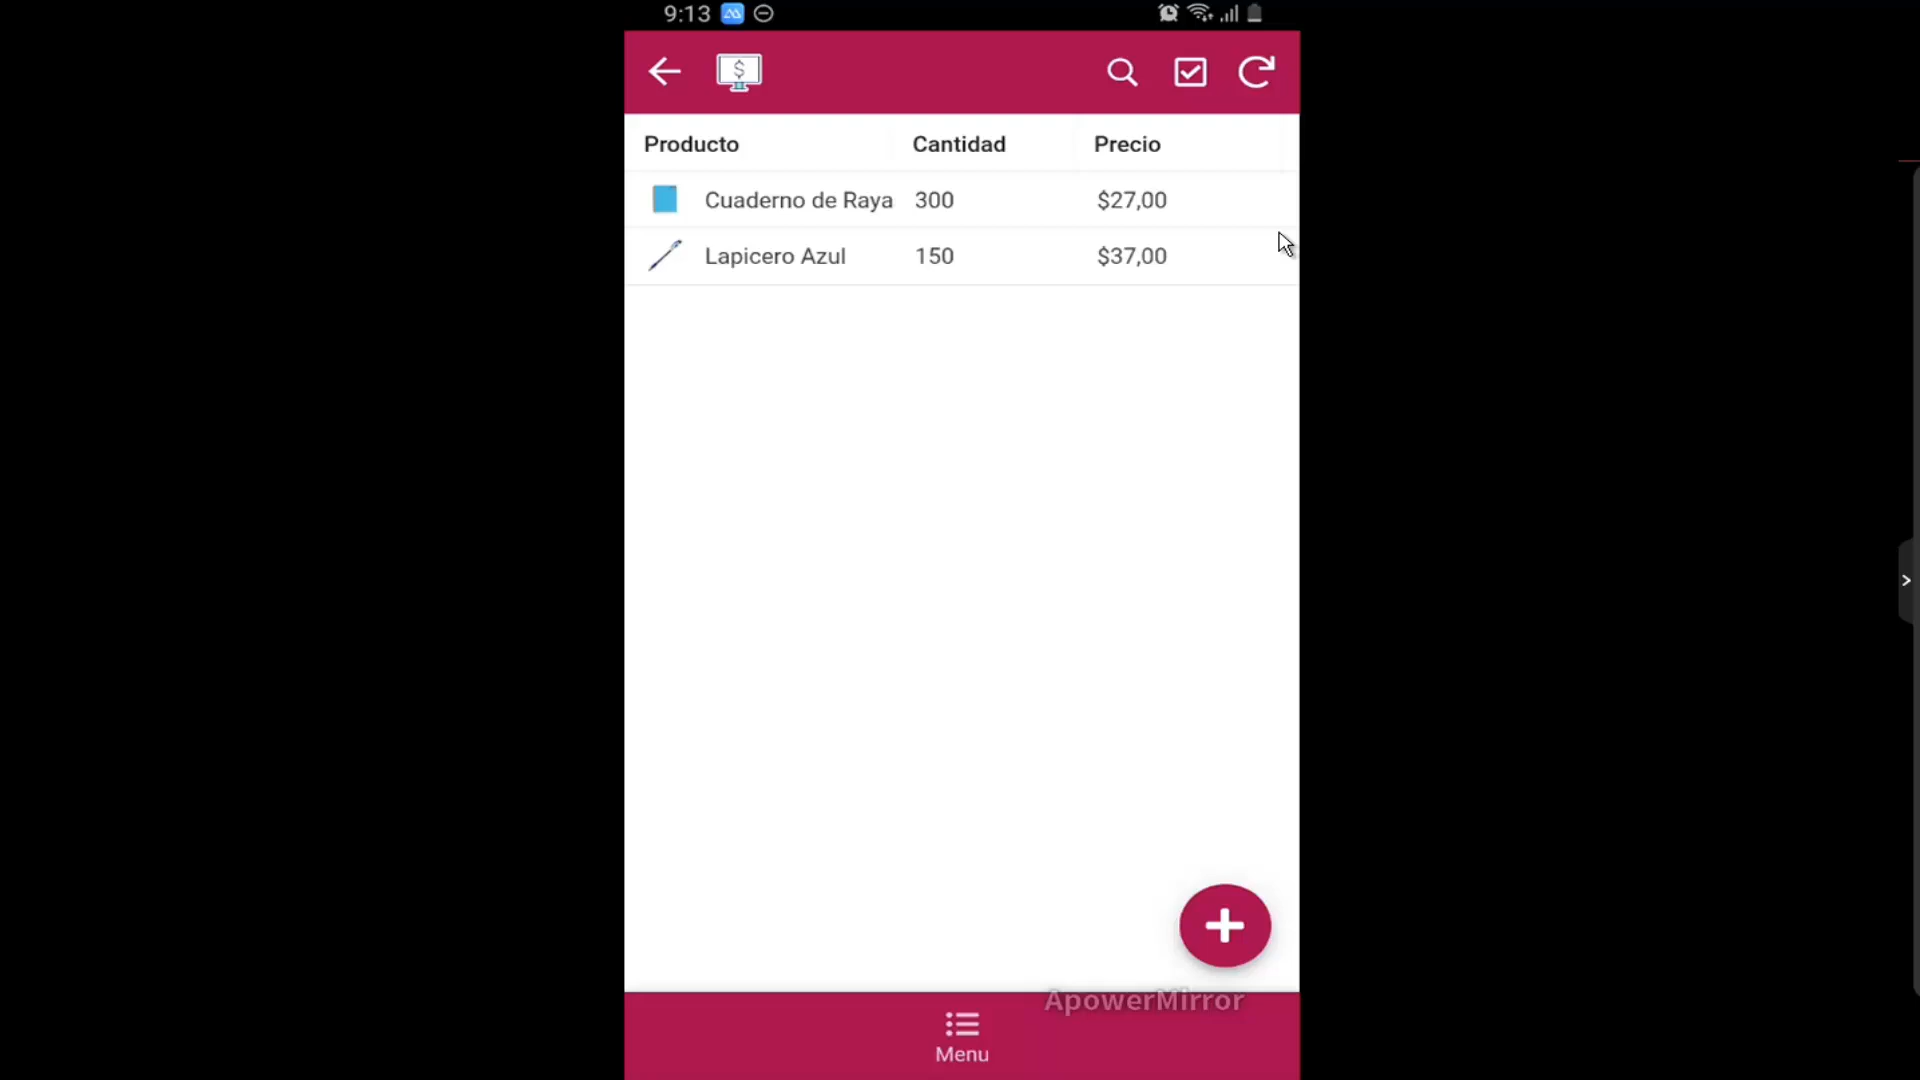 9:13
$
Producto Cantidad Precio
Cuaderno de Raya 300 $27,00
Lapicero Azul 150 $37,00
ApowerMirror
Menu